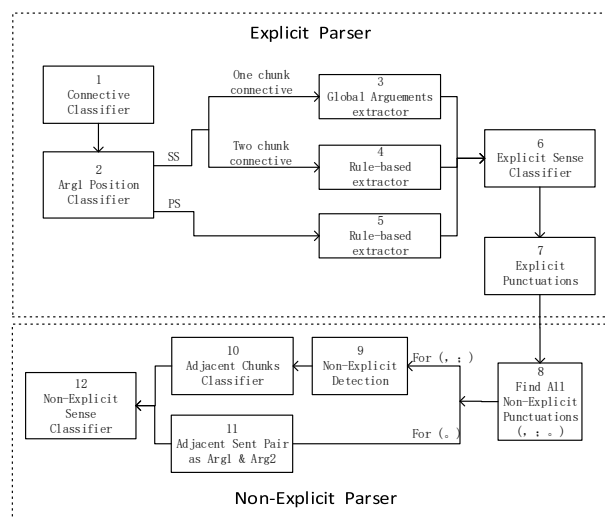 Explicit Parser
1
Connective
Classifier
2
Arg1 Position
Classifier
SS
PS
One chunk
connective
Two chunk
connective
3
Global Arguements
extractor
4
Rule-based
extractor
5
Rule-based
extractor
6
Explicit Sense
Classifier
7
Explicit
Punctuations
8
Find All
Non-Explicit
Punctuations
(，；。)
For (，；)
For (。)
9
Non-Explicit
Detection
10
Adjacent Chunks
Classifier
11
Adjacent Sent Pair
as Arg1 & Arg2
12
Non-Explicit
Sense
Classifier
Non-Explicit Parser